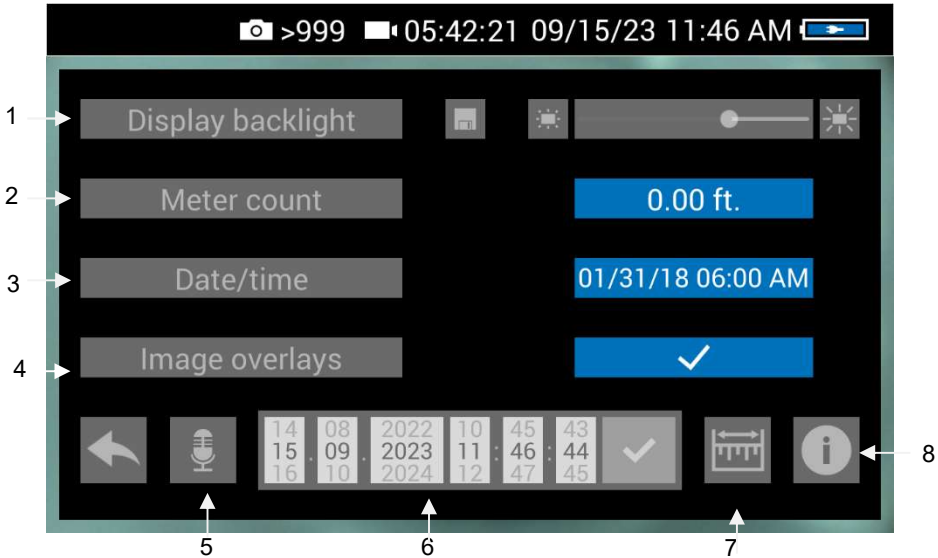 >999 05:42:21 09/15/23 11:46 AM
1 Display backlight
2 Meter count 0.00 ft.
3 Date/time 01/31/18 06:00 AM
4 Image overlays
14 08 2022 10 45 43
15 . 09 . 2023 11 : 46 : 44
16 10 2024 12 47 45
i 8
5 6 7